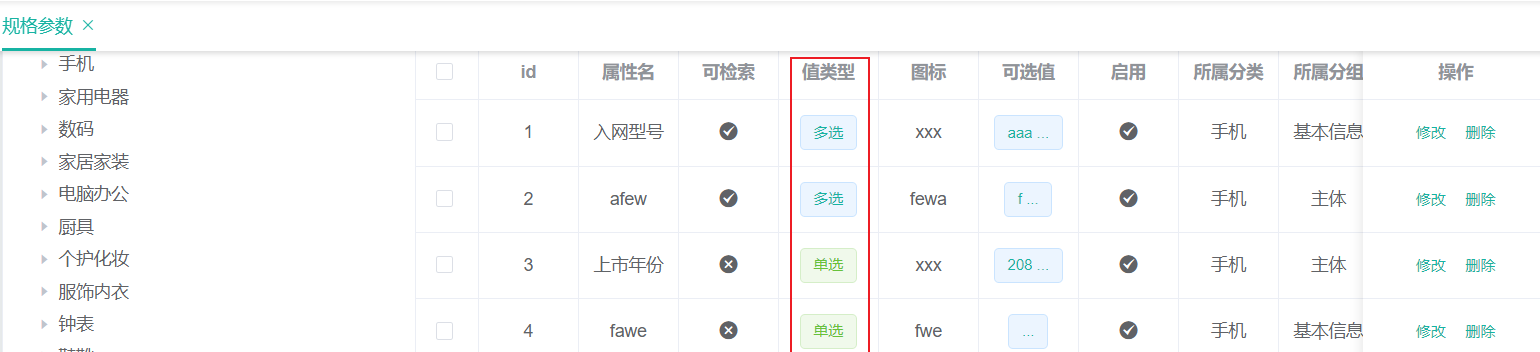 规格参数 ×
手机
家用电器
数码
家居家装
电脑办公
厨具
个护化妆
服饰内衣
钟表
id 属性名 可检索 值类型 图标 可选值 启用 所属分类 所属分组 操作
1 入网型号 多选 xxx aaa ... 手机 基本信息 修改 删除
2 afew 多选 fewa f ... 手机 主体 修改 删除
3 上市年份 单选 xxx 208 ... 手机 主体 修改 删除
4 fawe 单选 fwe ... 手机 基本信息 修改 删除